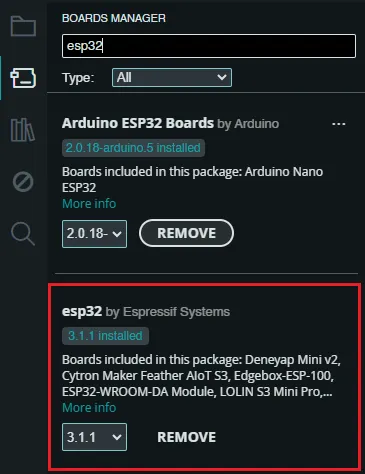 BOARDS MANAGER
esp32
Type: All
Arduino ESP32 Boards by Arduino ...
2.0.18-arduino.5 installed
Boards included in this package: Arduino Nano
ESP32
More info
2.0.18- REMOVE
esp32 by Espressif Systems
3.1.1 installed
Boards included in this package: Deneyap Mini v2,
Cytron Maker Feather AIoT S3, Edgebox-ESP-100,
ESP32-WROOM-DA Module, LOLIN S3 Mini Pro,...
More info
3.1.1 REMOVE